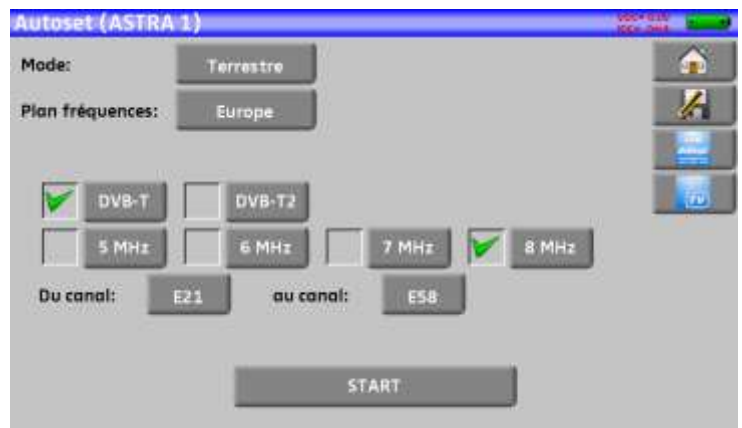 Autoset (ASTRA 1)
Mode: Terrestre
Plan fréquences: Europe
DVB-T DVB-T2
5 MHz 6 MHz 7 MHz 8 MHz
Du canal: E21 au canal: E58
START
TV